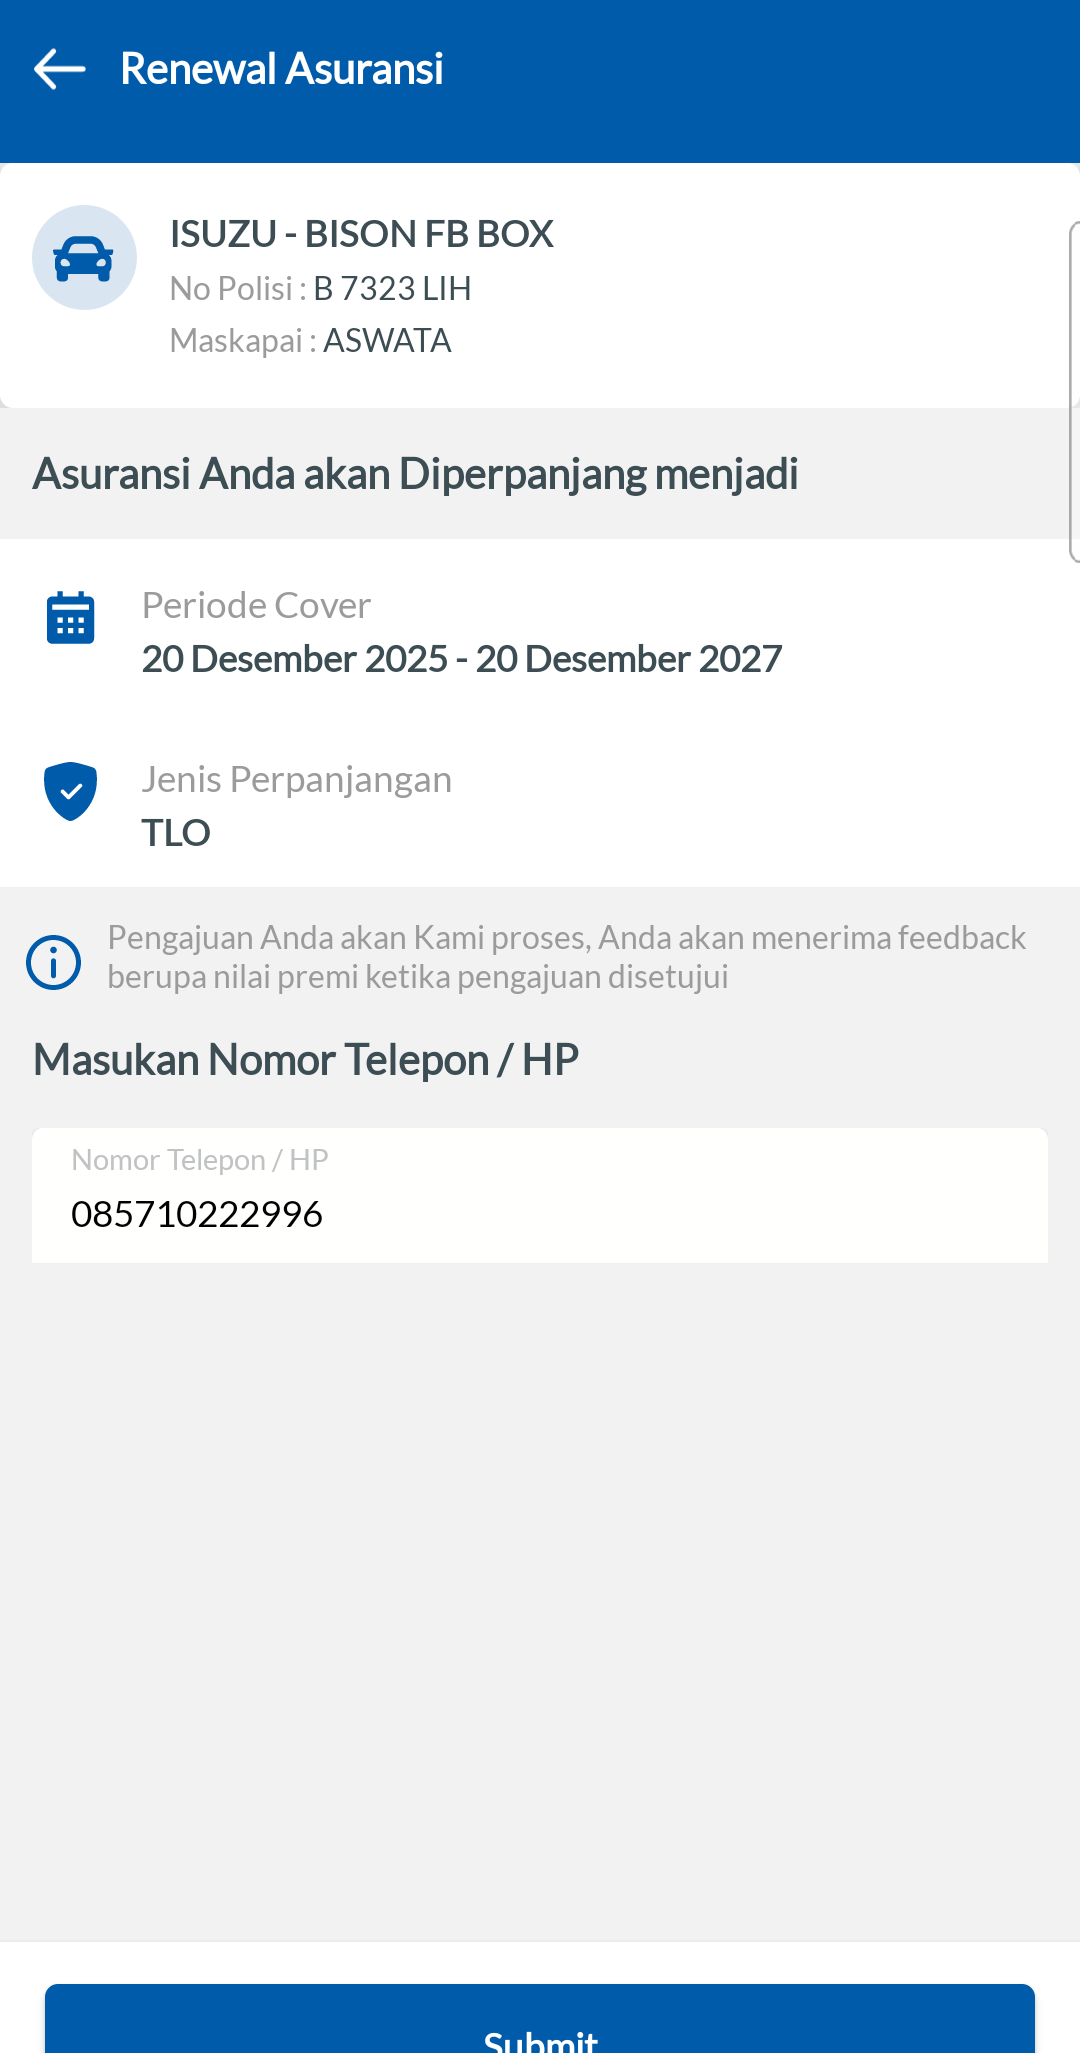 Renewal Asuransi
ISUZU - BISON FB BOX
No Polisi : B 7323 LIH
Maskapai : ASWATA
Asuransi Anda akan Diperpanjang menjadi
Periode Cover
20 Desember 2025 - 20 Desember 2027
Jenis Perpanjangan
TLO
Pengajuan Anda akan Kami proses, Anda akan menerima feedback
berupa nilai premi ketika pengajuan disetujui
Masukan Nomor Telepon / HP
Nomor Telepon / HP
085710222996
Submit